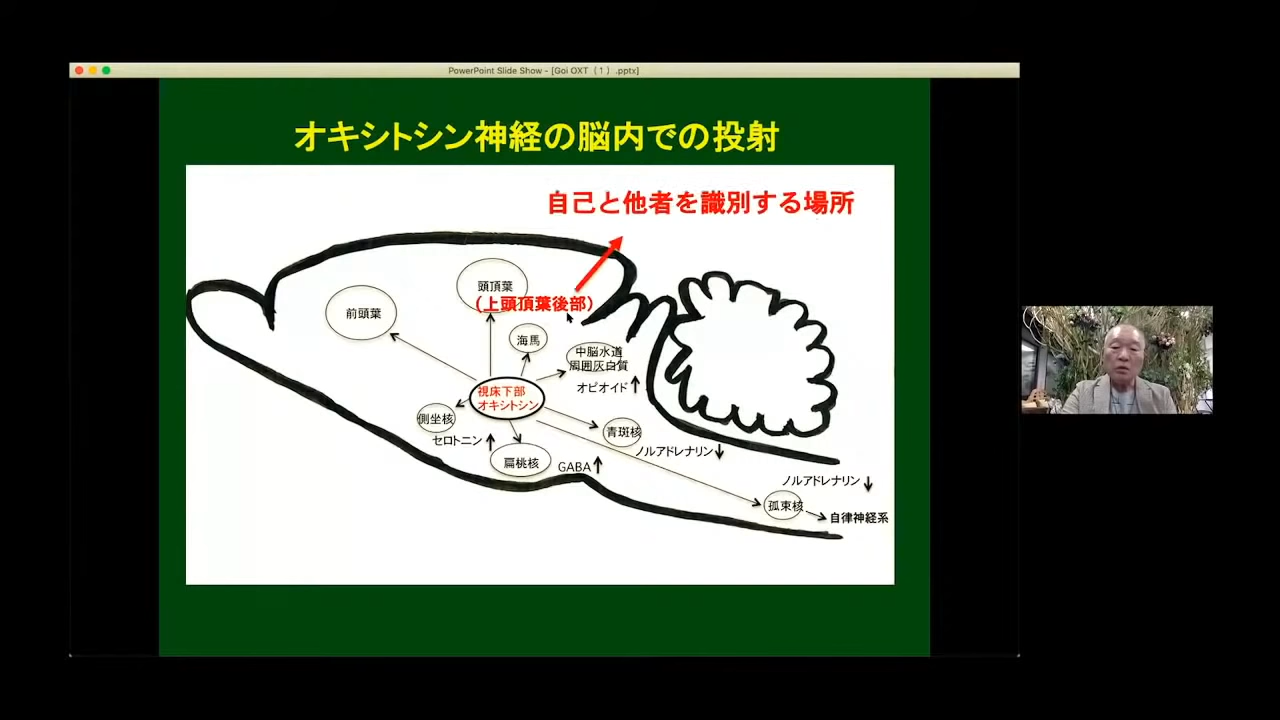 PowerPoint Slide Show - [Goi OXT（1）.pptx]
オキシトシン神経の脳内での投射
自己と他者を識別する場所
頭頂葉
（上頭頂葉後部）
前頭葉
海馬
中脳水道
周囲灰白質
オピオイド
視床下部
オキシトシン
側坐核
セロトニン
青斑核
ノルアドレナリン
扁桃核
GABA
ノルアドレナリン
孤束核
自律神経系